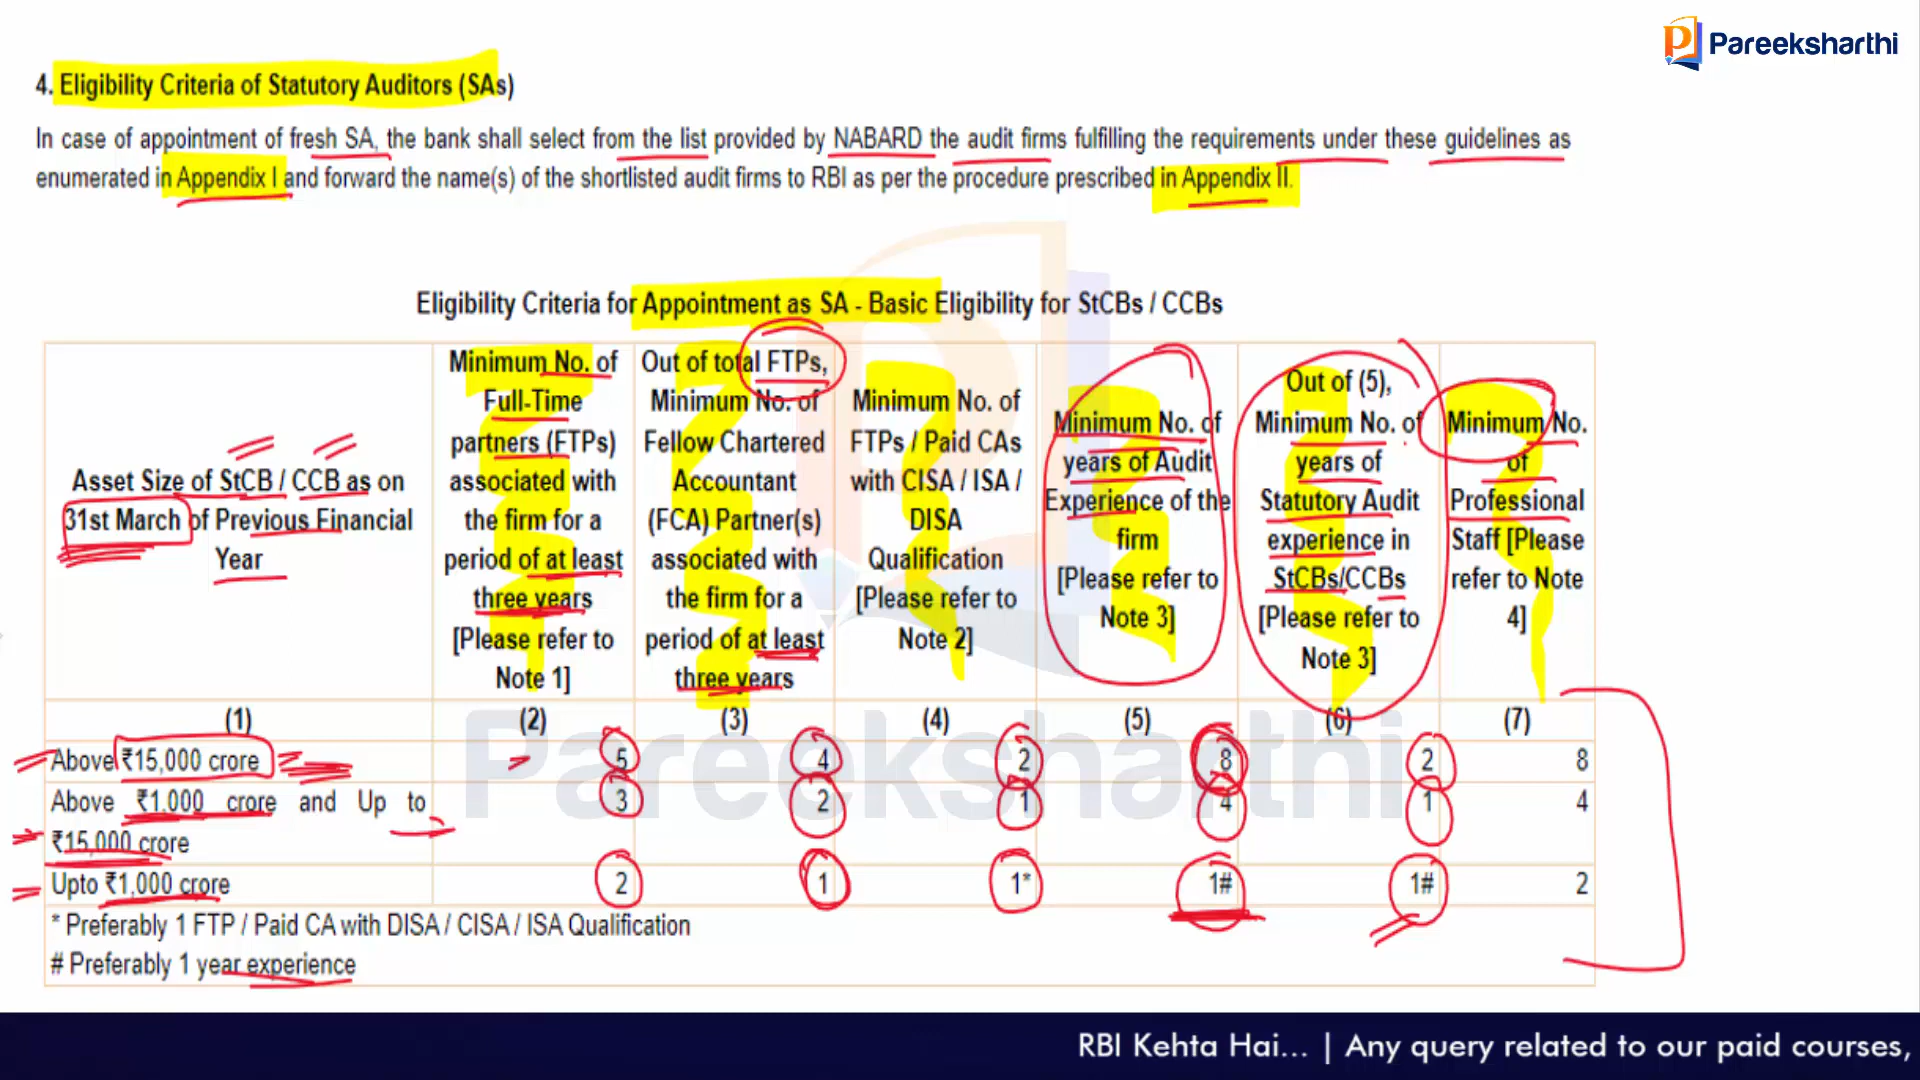 Pareeksharthi
4. Eligibility Criteria of Statutory Auditors (SAs)
In case of appointment of fresh SA, the bank shall select from the list provided by NABARD the audit firms fulfilling the requirements under these guidelines as
enumerated in Appendix I and forward the name(s) of the shortlisted audit firms to RBI as per the procedure prescribed in Appendix II.
Eligibility Criteria for Appointment as SA - Basic Eligibility for StCBs / CCBs
Asset Size of StCB / CCB as on
31st March of Previous Financial
Year
Minimum No. of
Full-Time
partners (FTPs)
associated with
the firm for a
period of at least
three years
[Please refer to
Note 1]
Out of total FTPs,
Minimum No. of
Fellow Chartered
Accountant
(FCA) Partner(s)
associated with
the firm for a
period of at least
three years
Minimum No. of
FTPs / Paid CAs
with CISA / ISA /
DISA
Qualification
[Please refer to
Note 2]
Minimum No. of
years of Audit
Experience of the
firm
[Please refer to
Note 3]
Out of (5),
Minimum No. of
years of
Statutory Audit
experience in
StCBs/CCBs
[Please refer to
Note 3]
Minimum No.
of
Professional
Staff [Please
refer to Note
4]
(1) (2) (3) (4) (5) (6) (7)
Above ₹15,000 crore 5 4 2 8 2 8
Above ₹1,000 crore and Up to 3 2 1 4 1 4
₹15,000 crore
Upto ₹1,000 crore 2 1 1* 1# 1# 2
* Preferably 1 FTP / Paid CA with DISA / CISA / ISA Qualification
# Preferably 1 year experience
Pareeksharthi
RBI Kehta Hai... | Any query related to our paid courses,